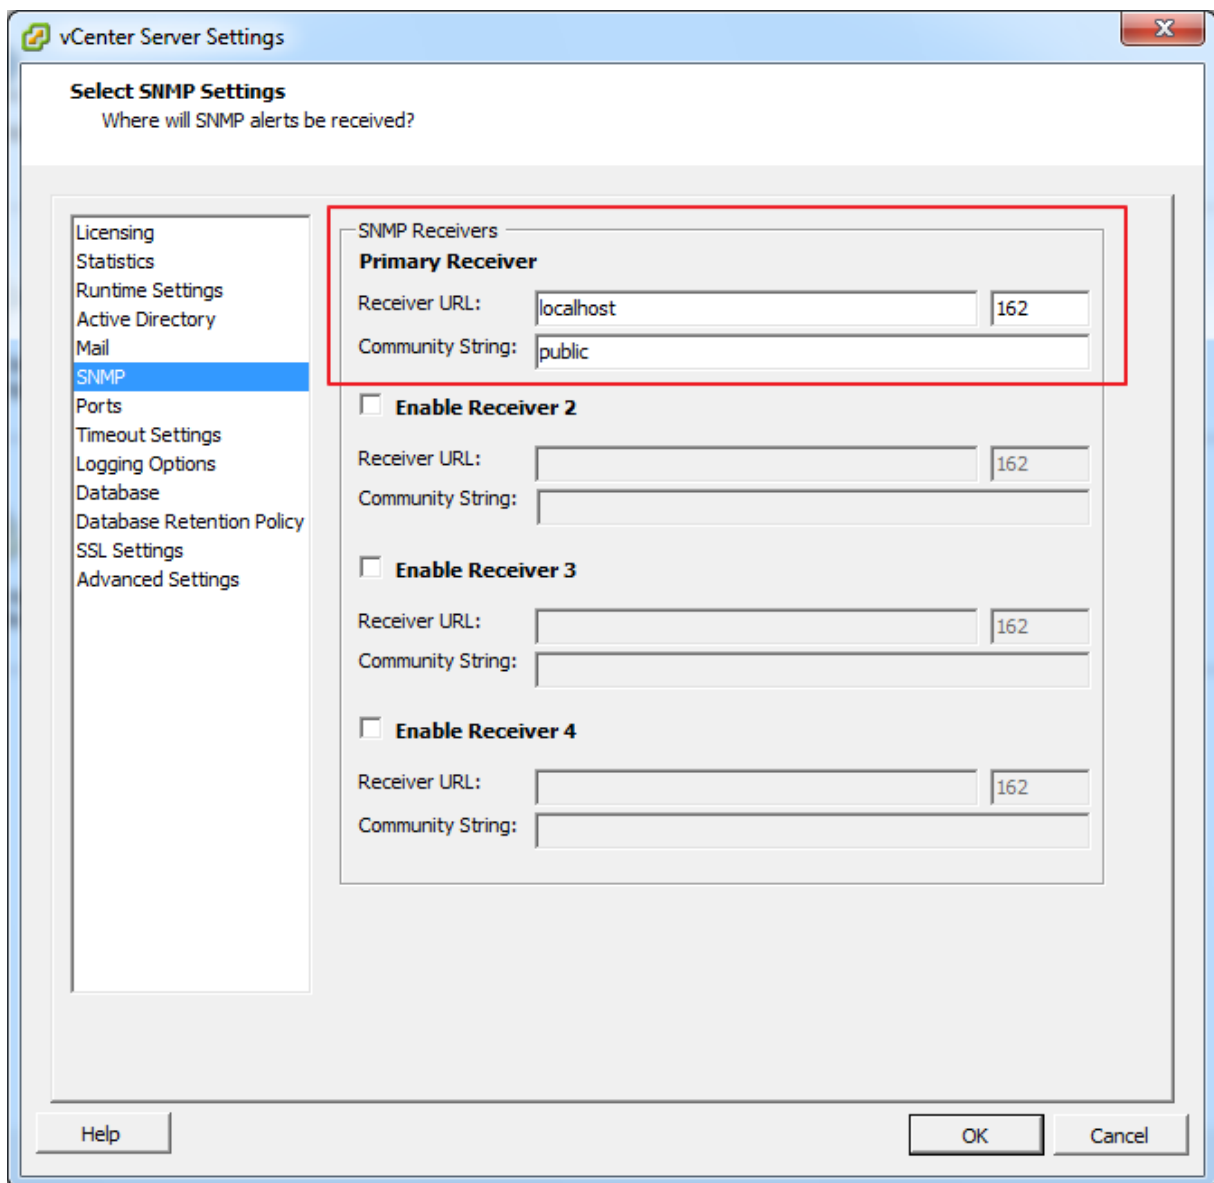 vCenter Server Settings
x
Select SNMP Settings
Where will SNMP alerts be received?
Licensing
Statistics
Runtime Settings
Active Directory
Mail
SNMP
Ports
Timeout Settings
Logging Options
Database
Database Retention Policy
SSL Settings
Advanced Settings
SNMP Receivers
Primary Receiver
Receiver URL: localhost 162
Community String: public
Enable Receiver 2
Receiver URL: 162
Community String:
Enable Receiver 3
Receiver URL: 162
Community String:
Enable Receiver 4
Receiver URL: 162
Community String:
Help OK Cancel